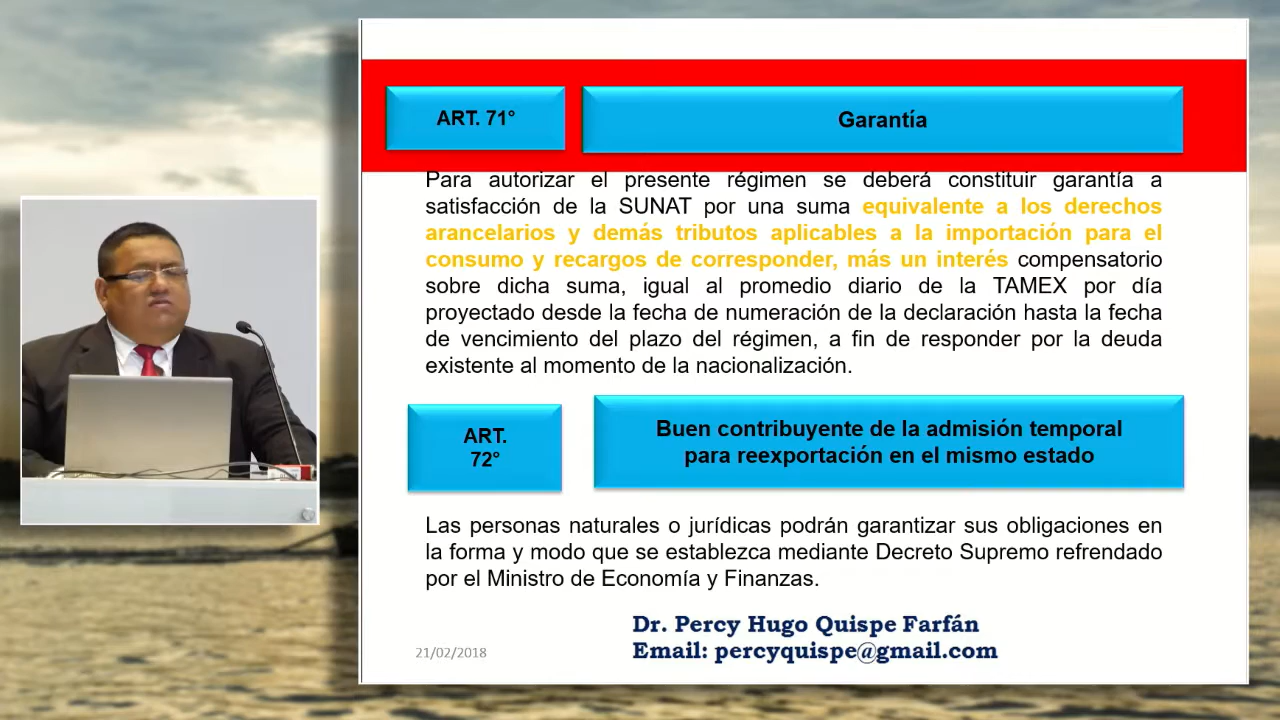 ART. 71°
Garantía
Para autorizar el presente régimen se deberá constituir garantía a
satisfacción de la SUNAT por una suma equivalente a los derechos
arancelarios y demás tributos aplicables a la importación para el
consumo y recargos de corresponder, más un interés compensatorio
sobre dicha suma, igual al promedio diario de la TAMEX por día
proyectado desde la fecha de numeración de la declaración hasta la fecha
de vencimiento del plazo del régimen, a fin de responder por la deuda
existente al momento de la nacionalización.
ART.
72°
Buen contribuyente de la admisión temporal
para reexportación en el mismo estado
Las personas naturales o jurídicas podrán garantizar sus obligaciones en
la forma y modo que se establezca mediante Decreto Supremo refrendado
por el Ministro de Economía y Finanzas.
Dr. Percy Hugo Quispe Farfán
Email: percyquispe@gmail.com
21/02/2018